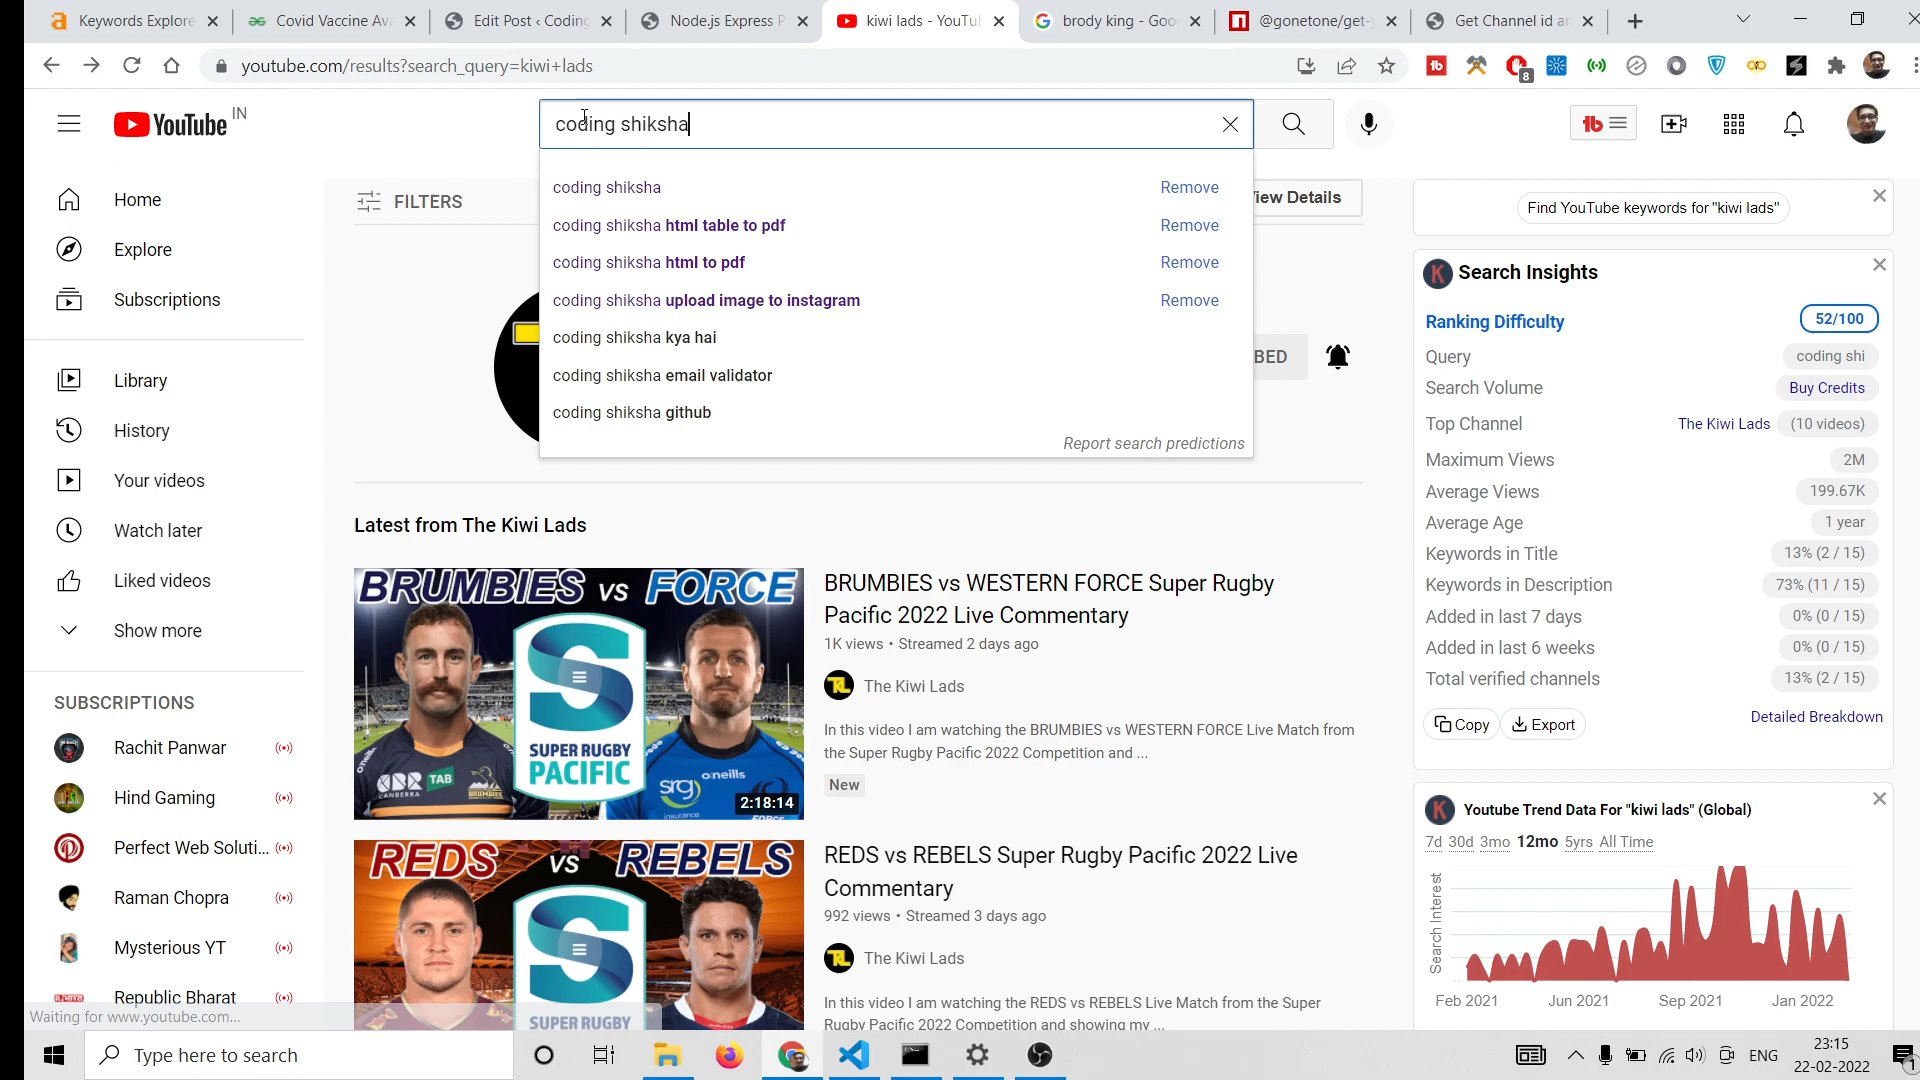 Keywords Explore
Covid Vaccine Ava
Edit Post ‹ Coding
Node.js Express P
kiwi lads - YouTub
brody king - Goo
@gonetone/get-y
Get Channel id an
youtube.com/results?search_query=kiwi+lads
8
YouTube IN
coding shiksha
coding shiksha Remove
coding shiksha html table to pdf Remove
coding shiksha html to pdf Remove
coding shiksha upload image to instagram Remove
coding shiksha kya hai
coding shiksha email validator
coding shiksha github
Report search predictions
Home
Explore
Subscriptions
Library
History
Your videos
Watch later
Liked videos
Show more
SUBSCRIPTIONS
Rachit Panwar
Hind Gaming
Perfect Web Soluti...
Raman Chopra
Mysterious YT
Republic Bharat
Waiting for www.youtube.com...
FILTERS
View Details
BED
Latest from The Kiwi Lads
BRUMBIES vs FORCE
SUPER RUGBY
PACIFIC
2:18:14
BRUMBIES vs WESTERN FORCE Super Rugby
Pacific 2022 Live Commentary
1K views • Streamed 2 days ago
The Kiwi Lads
In this video I am watching the BRUMBIES vs WESTERN FORCE Live Match from
the Super Rugby Pacific 2022 Competition and ...
New
REDS vs REBELS
SUPER RUGBY
REDS vs REBELS Super Rugby Pacific 2022 Live
Commentary
992 views • Streamed 3 days ago
The Kiwi Lads
In this video I am watching the REDS vs REBELS Live Match from the Super
Rugby Pacific 2022 Competition and showing my ...
Find YouTube keywords for "kiwi lads"
Search Insights
Ranking Difficulty 52/100
Query coding shi
Search Volume Buy Credits
Top Channel The Kiwi Lads (10 videos)
Maximum Views 2M
Average Views 199.67K
Average Age 1 year
Keywords in Title 13% (2 / 15)
Keywords in Description 73% (11 / 15)
Added in last 7 days 0% (0 / 15)
Added in last 6 weeks 0% (0 / 15)
Total verified channels 13% (2 / 15)
Copy Export Detailed Breakdown
Youtube Trend Data For "kiwi lads" (Global)
7d 30d 3mo 12mo 5yrs All Time
Search Interest
Feb 2021 Jun 2021 Sep 2021 Jan 2022
Type here to search
ENG
23:15
22-02-2022
1